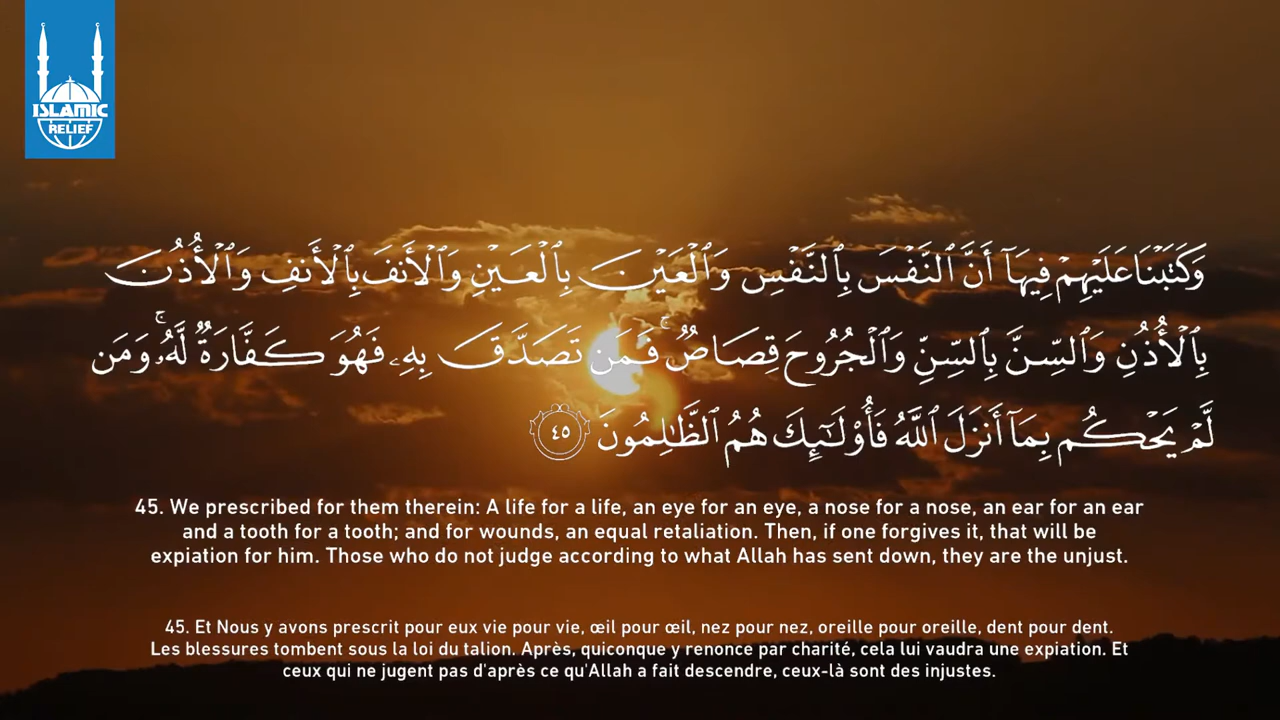 ISLAMIC
RELIEF
وَكَتَبْنَا عَلَيْهِمْ فِيهَآ أَنَّ ٱلنَّفْسَ بِٱلنَّفْسِ وَٱلْعَيْنَ بِٱلْعَيْنِ وَٱلْأَنفَ بِٱلْأَنفِ وَٱلْأُذُنَ
بِٱلْأُذُنِ وَٱلسِّنَّ بِٱلسِّنِّ وَٱلْجُرُوحَ قِصَاصٌ ۚ فَمَن تَصَدَّقَ بِهِۦ فَهُوَ كَفَّارَةٌ لَّهُۥ ۚ وَمَن
لَّمْ يَحْكُم بِمَآ أَنزَلَ ٱللَّهُ فَأُو۟لَـٰٓئِكَ هُمُ ٱلظَّـٰلِمُونَ ٤٥
45. We prescribed for them therein: A life for a life, an eye for an eye, a nose for a nose, an ear for an ear
and a tooth for a tooth; and for wounds, an equal retaliation. Then, if one forgives it, that will be
expiation for him. Those who do not judge according to what Allah has sent down, they are the unjust.
45. Et Nous y avons prescrit pour eux vie pour vie, œil pour œil, nez pour nez, oreille pour oreille, dent pour dent.
Les blessures tombent sous la loi du talion. Après, quiconque y renonce par charité, cela lui vaudra une expiation. Et
ceux qui ne jugent pas d'après ce qu'Allah a fait descendre, ceux-là sont des injustes.